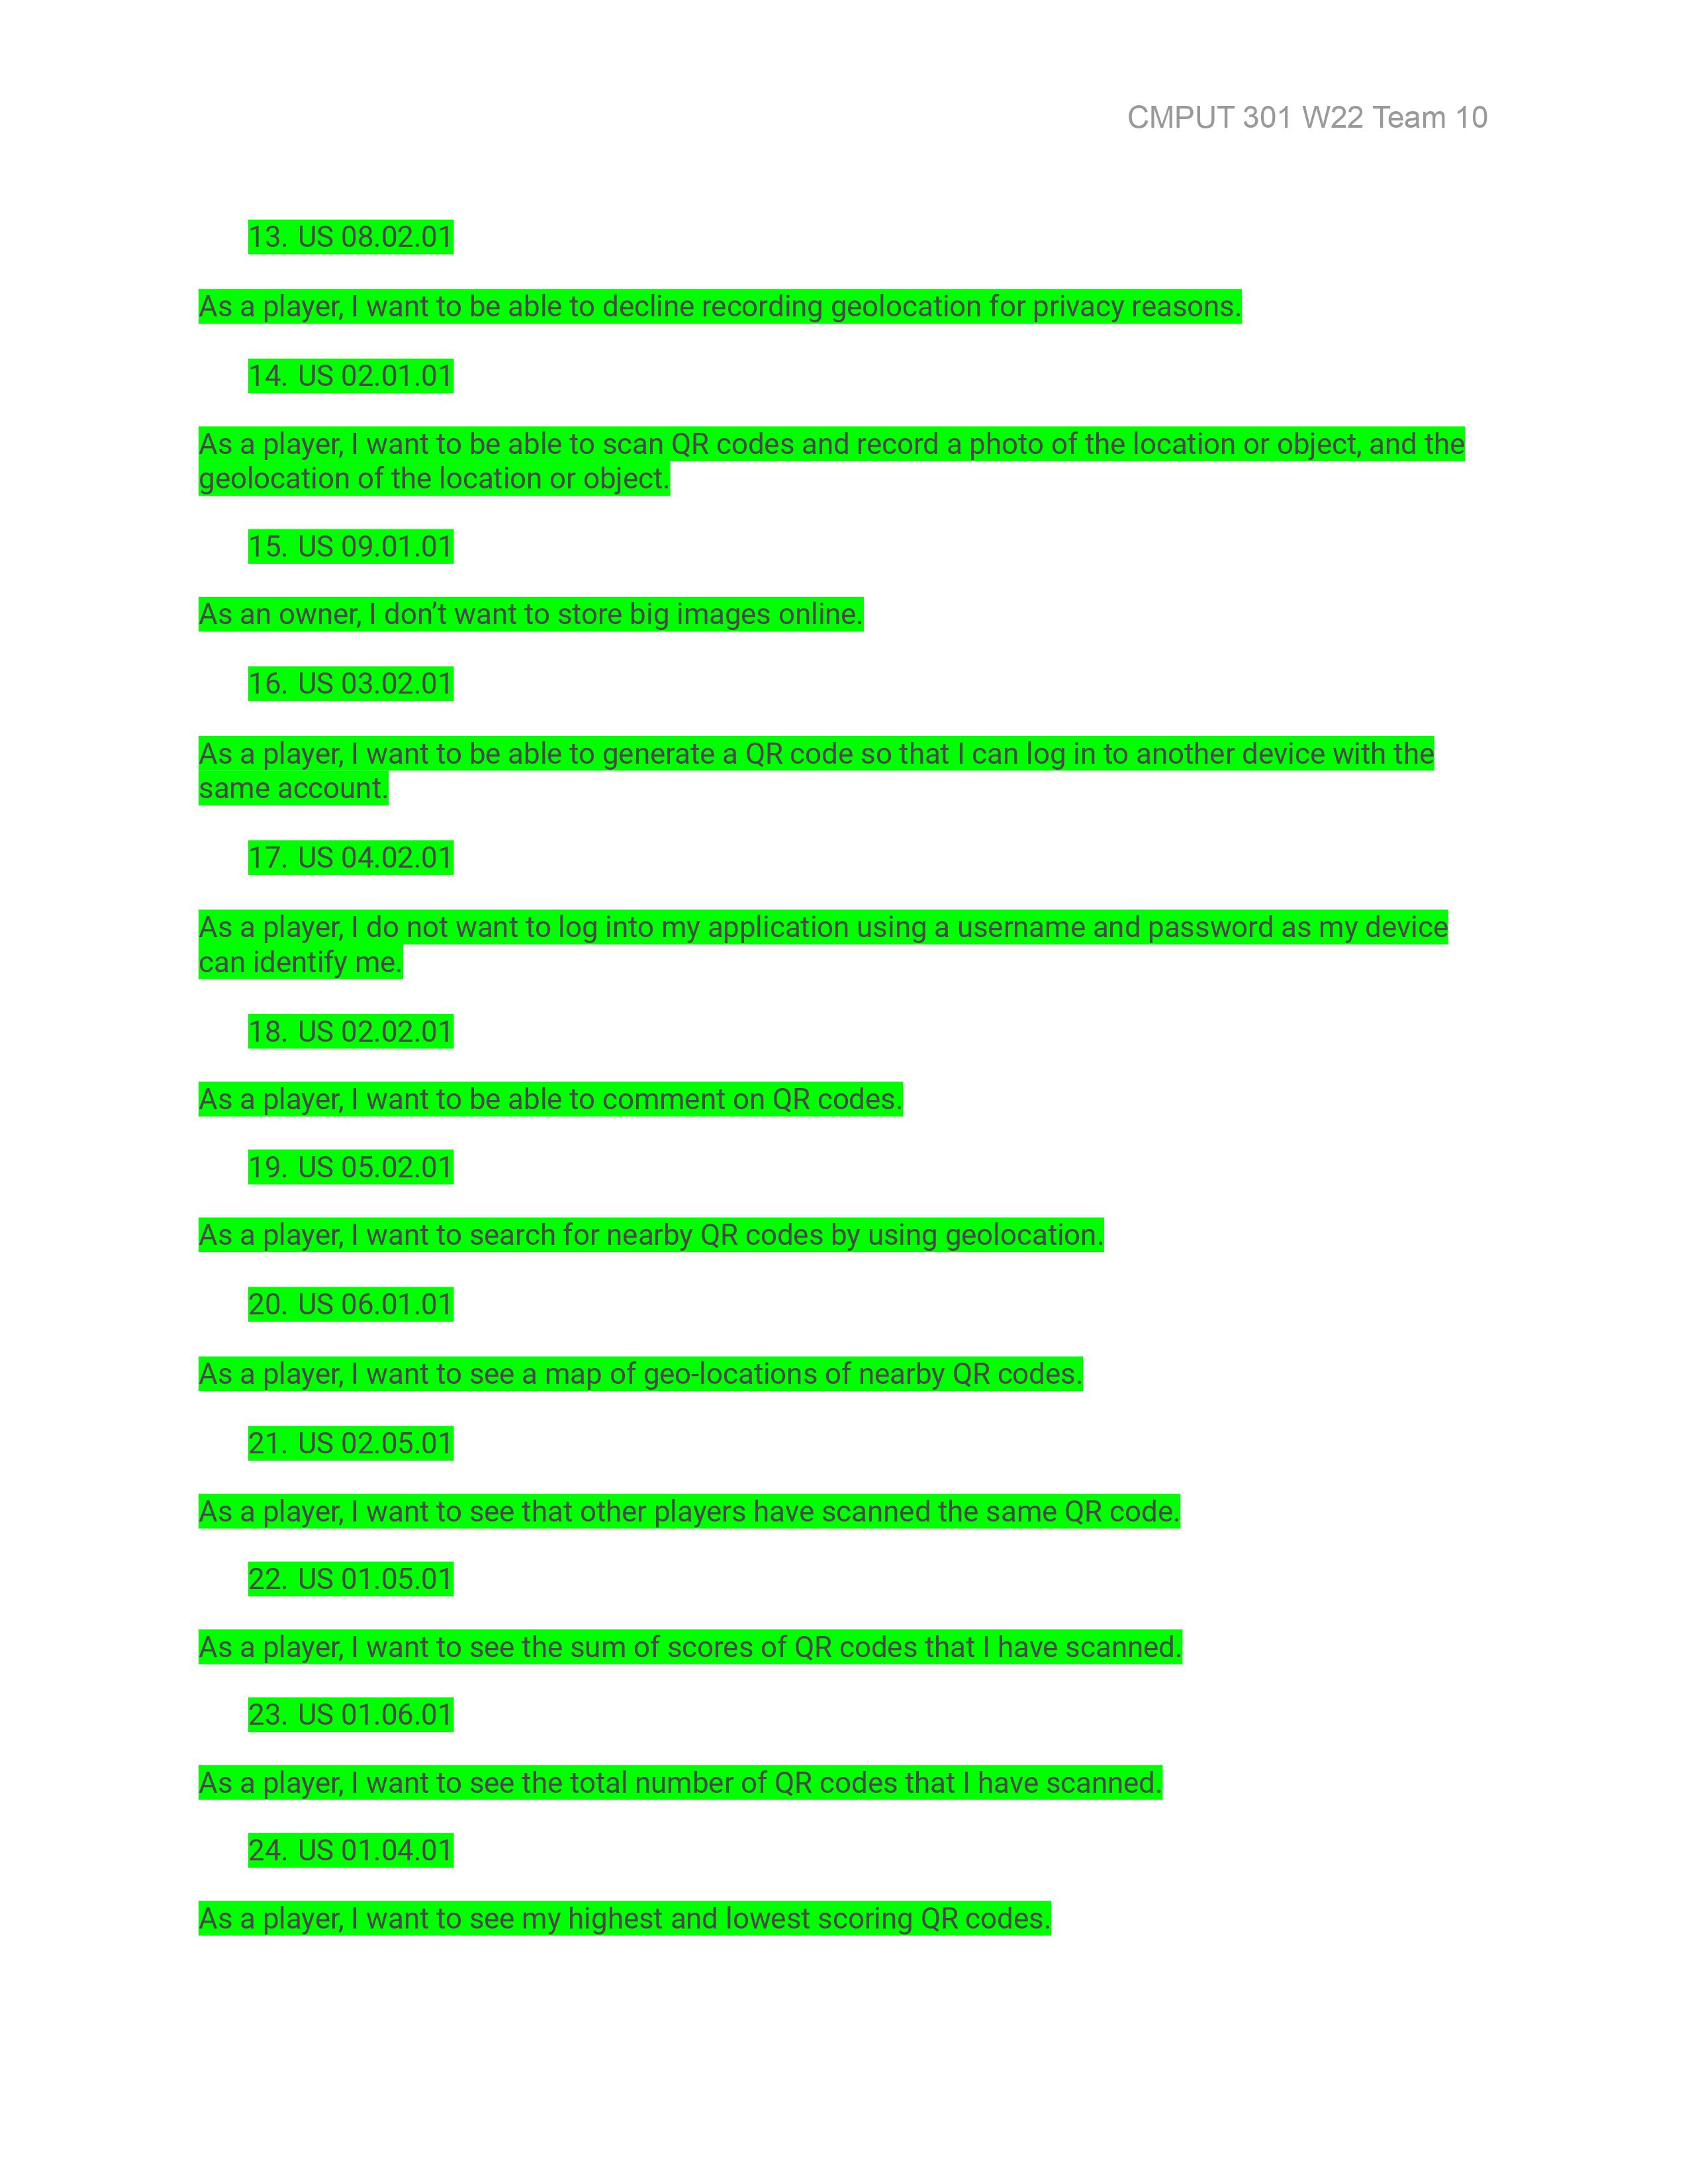 CMPUT 301 W22 Team 10
13. US 08.02.01
As a player, I want to be able to decline recording geolocation for privacy reasons.
14. US 02.01.01
As a player, I want to be able to scan QR codes and record a photo of the location or object, and the
geolocation of the location or object.
15. US 09.01.01
As an owner, I don’t want to store big images online.
16. US 03.02.01
As a player, I want to be able to generate a QR code so that I can log in to another device with the
same account.
17. US 04.02.01
As a player, I do not want to log into my application using a username and password as my device
can identify me.
18. US 02.02.01
As a player, I want to be able to comment on QR codes.
19. US 05.02.01
As a player, I want to search for nearby QR codes by using geolocation.
20. US 06.01.01
As a player, I want to see a map of geo-locations of nearby QR codes.
21. US 02.05.01
As a player, I want to see that other players have scanned the same QR code.
22. US 01.05.01
As a player, I want to see the sum of scores of QR codes that I have scanned.
23. US 01.06.01
As a player, I want to see the total number of QR codes that I have scanned.
24. US 01.04.01
As a player, I want to see my highest and lowest scoring QR codes.